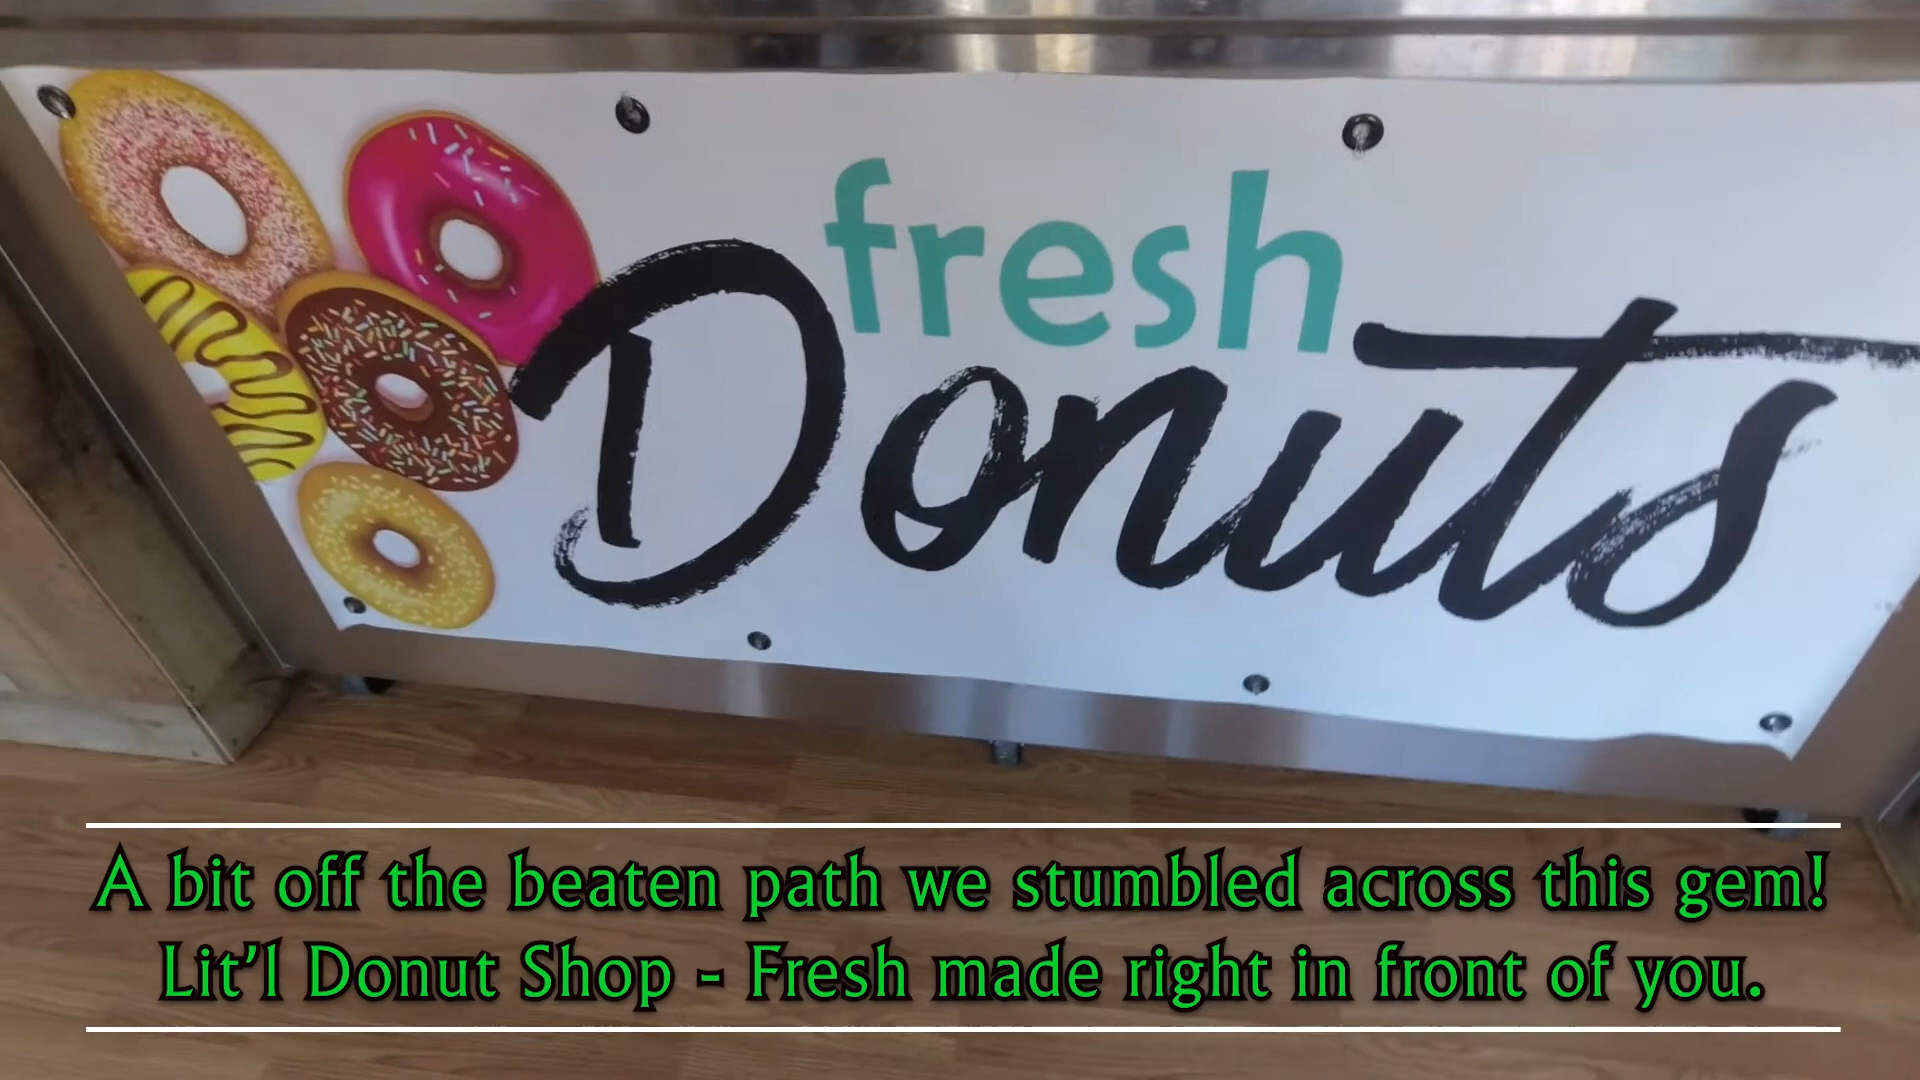 fresh
Donuts
A bit off the beaten path we stumbled across this gem!
Lit’l Donut Shop - Fresh made right in front of you.